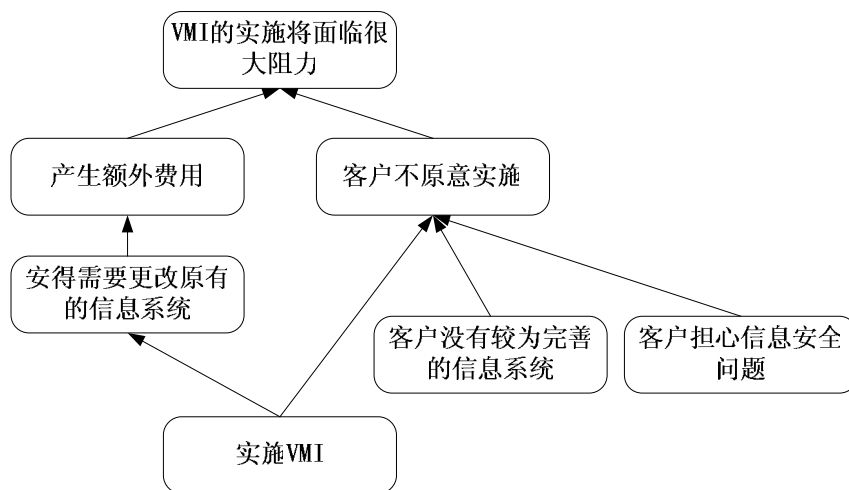 VMI的实施将面临很
大阻力
产生额外费用
客户不原意实施
安得需要更改原有
的信息系统
客户没有较为完善
的信息系统
客户担心信息安全
问题
实施VMI